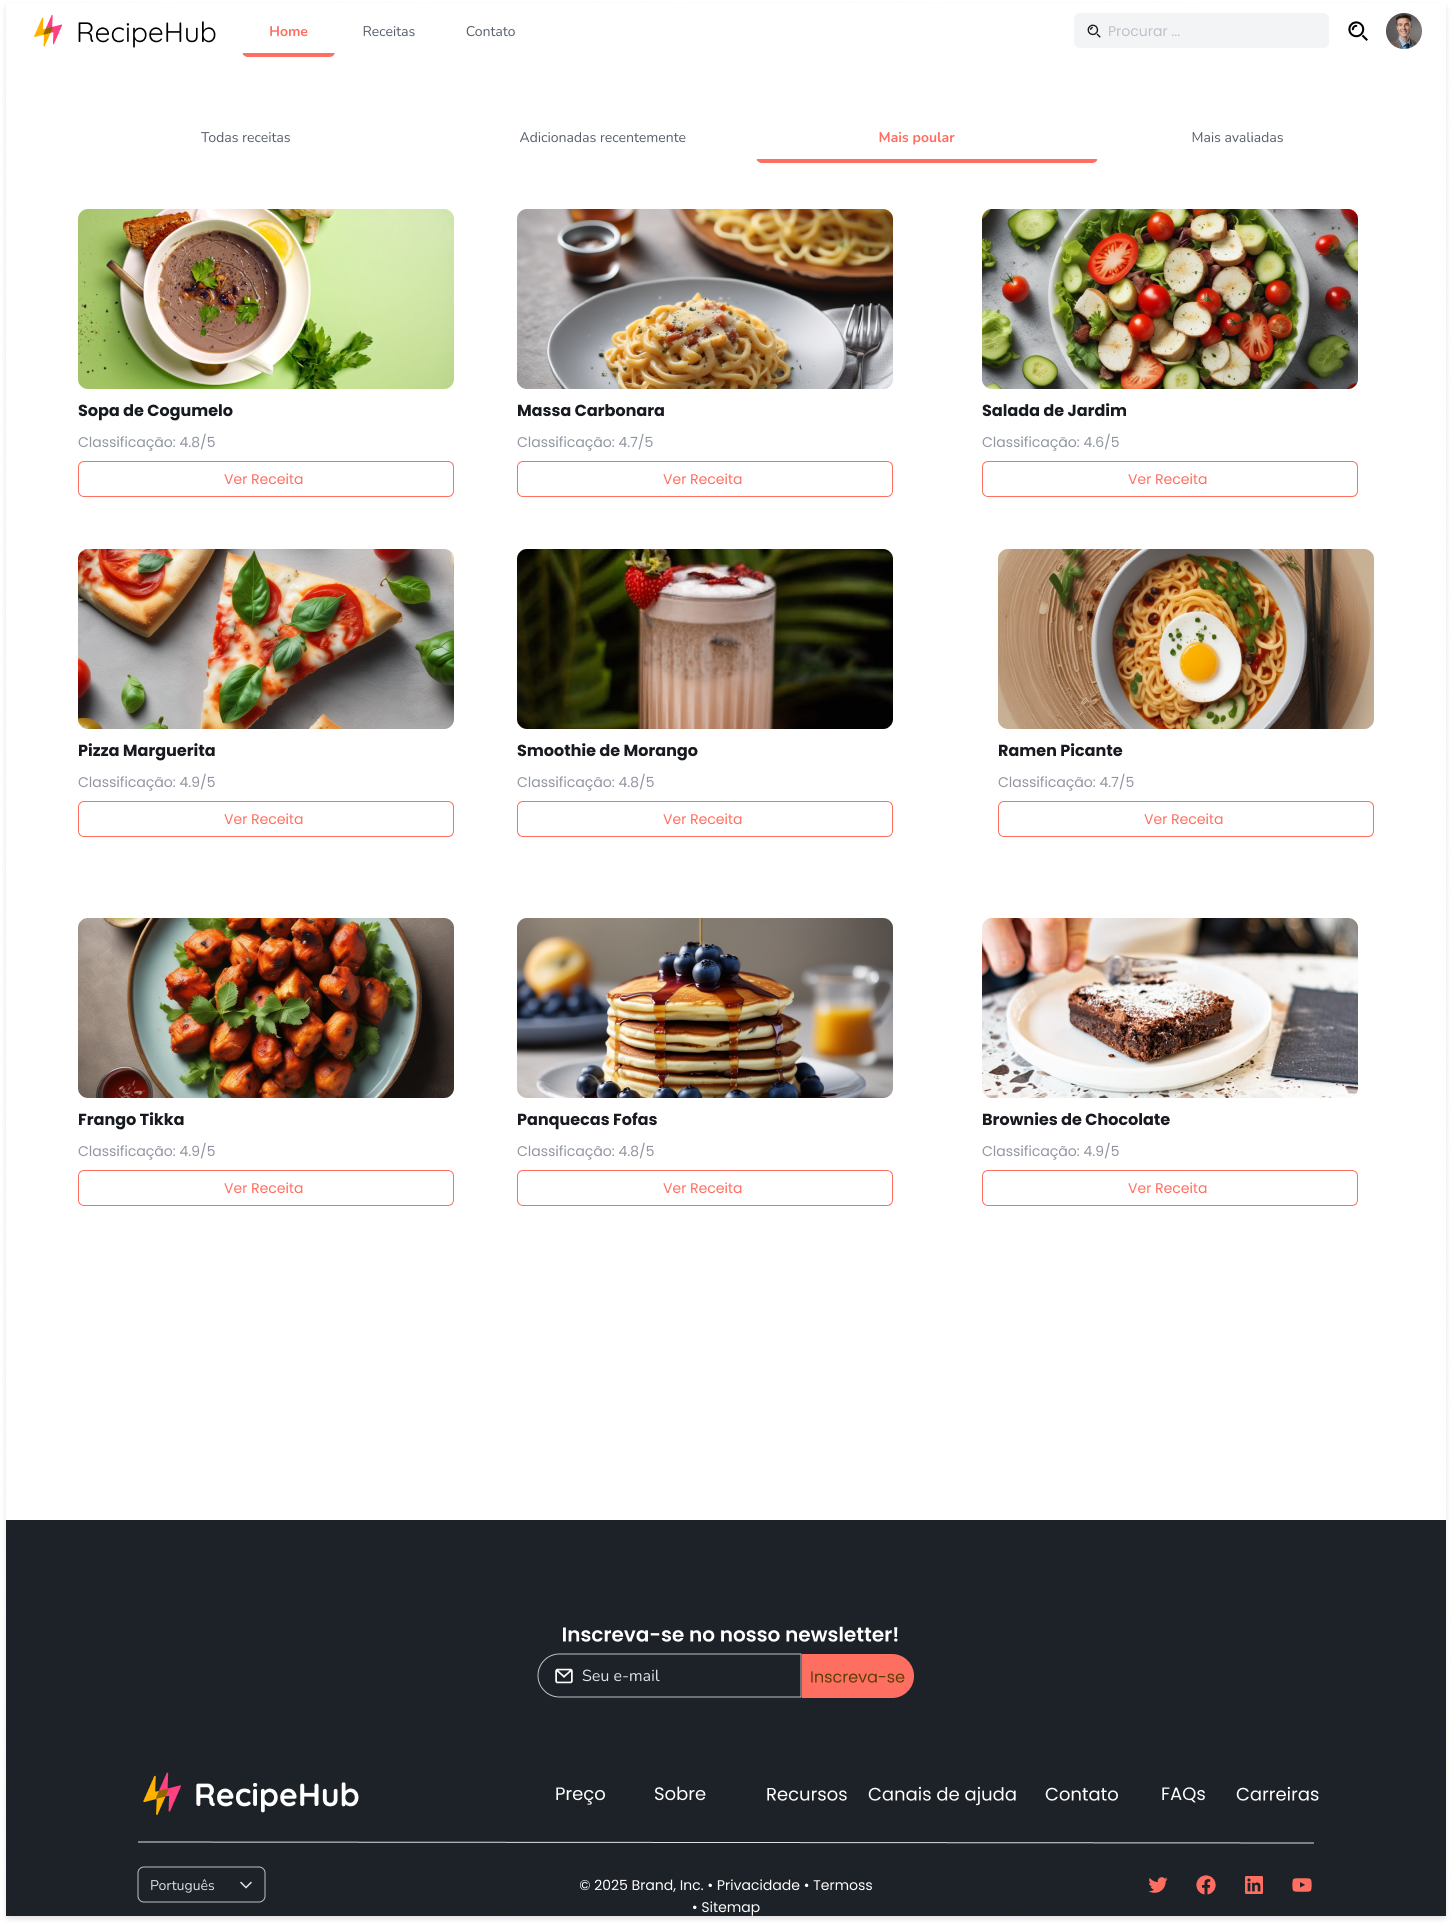 RecipeHub
Home
Receitas
Contato
Procurar ...
Todas receitas
Adicionadas recentemente
Mais poular
Mais avaliadas
Sopa de Cogumelo
Classificação: 4.8/5
Ver Receita
Massa Carbonara
Classificação: 4.7/5
Ver Receita
Salada de Jardim
Classificação: 4.6/5
Ver Receita
Pizza Marguerita
Classificação: 4.9/5
Ver Receita
Smoothie de Morango
Classificação: 4.8/5
Ver Receita
Ramen Picante
Classificação: 4.7/5
Ver Receita
Frango Tikka
Classificação: 4.9/5
Ver Receita
Panquecas Fofas
Classificação: 4.8/5
Ver Receita
Brownies de Chocolate
Classificação: 4.9/5
Ver Receita
Inscreva-se no nosso newsletter!
Seu e-mail
Inscreva-se
RecipeHub
Preço
Sobre
Recursos
Canais de ajuda
Contato
FAQs
Carreiras
Português
© 2025 Brand, Inc. • Privacidade • Termoss
• Sitemap